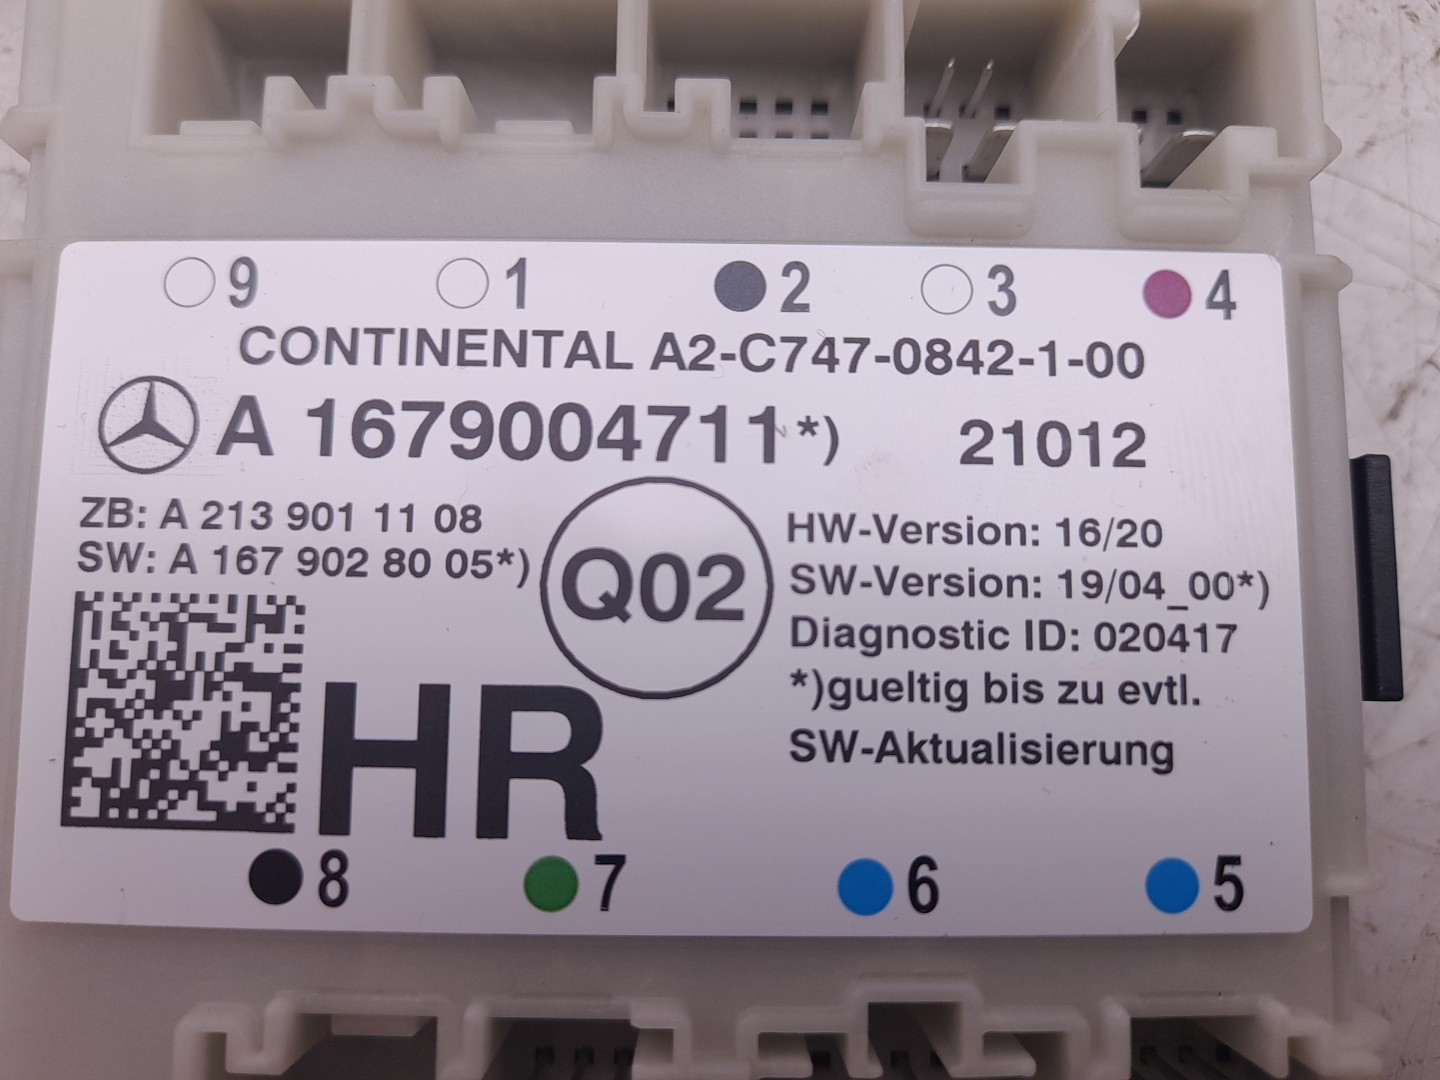 9 1 2 3 4
CONTINENTAL A2-C747-0842-1-00
A 1679004711*) 21012
ZB: A 213 901 11 08
SW: A 167 902 80 05*)
Q02
HW-Version: 16/20
SW-Version: 19/04_00*)
Diagnostic ID: 020417
*)gueltig bis zu evtl.
SW-Aktualisierung
HR
8 7 6 5